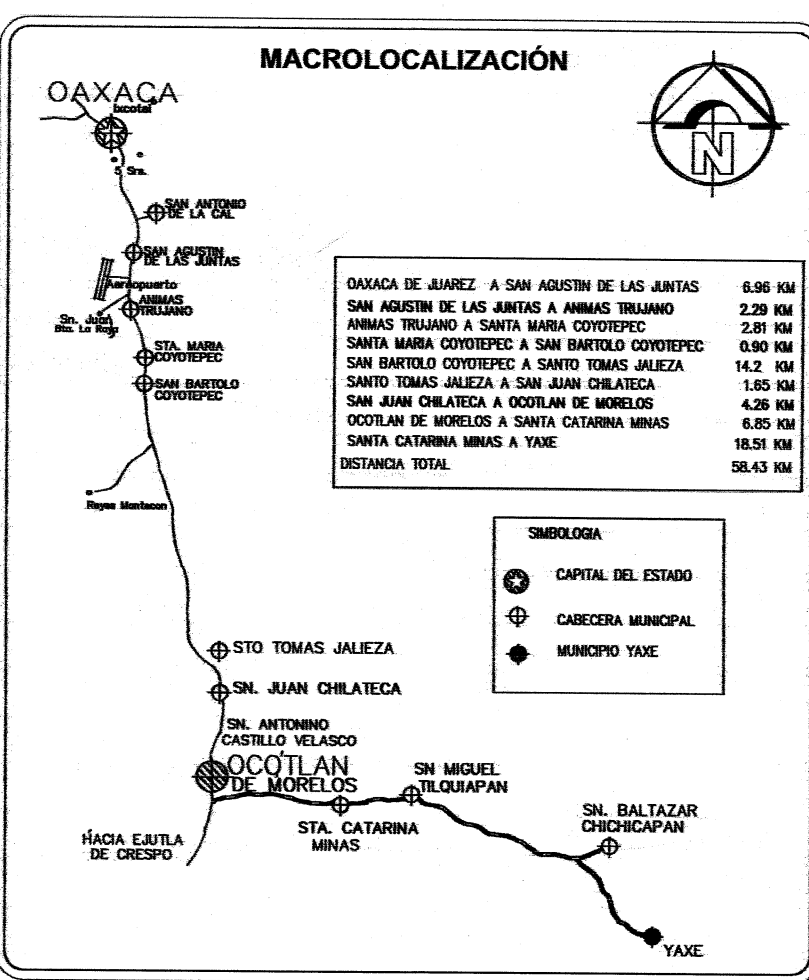 MACROLOCALIZACIÓN
OAXACA
Ixcotel
5 Sra.
SAN ANTONIO
DE LA CAL
SAN AGUSTIN
DE LAS JUNTAS
Aereopuerto
ANIMAS
TRUJANO
Sn. Juan
Bta. La Raya
STA. MARIA
COYOTEPEC
SAN BARTOLO
COYOTEPEC
Reyes Mantecon
N
OAXACA DE JUAREZ A SAN AGUSTIN DE LAS JUNTAS 6.96 KM
SAN AGUSTIN DE LAS JUNTAS A ANIMAS TRUJANO 2.29 KM
ANIMAS TRUJANO A SANTA MARIA COYOTEPEC 2.81 KM
SANTA MARIA COYOTEPEC A SAN BARTOLO COYOTEPEC 0.90 KM
SAN BARTOLO COYOTEPEC A SANTO TOMAS JALIEZA 14.2 KM
SANTO TOMAS JALIEZA A SAN JUAN CHILATECA 1.65 KM
SAN JUAN CHILATECA A OCOTLAN DE MORELOS 4.26 KM
OCOTLAN DE MORELOS A SANTA CATARINA MINAS 6.85 KM
SANTA CATARINA MINAS A YAXE 18.51 KM
DISTANCIA TOTAL 58.43 KM
SIMBOLOGIA
CAPITAL DEL ESTADO
CABECERA MUNICIPAL
MUNICIPIO YAXE
STO TOMAS JALIEZA
SN. JUAN CHILATECA
SN. ANTONINO
CASTILLO VELASCO
OCOTLAN
DE MORELOS
SN MIGUEL
TILQUIAPAN
STA. CATARINA
MINAS
SN. BALTAZAR
CHICHICAPAN
HACIA EJUTLA
DE CRESPO
YAXE